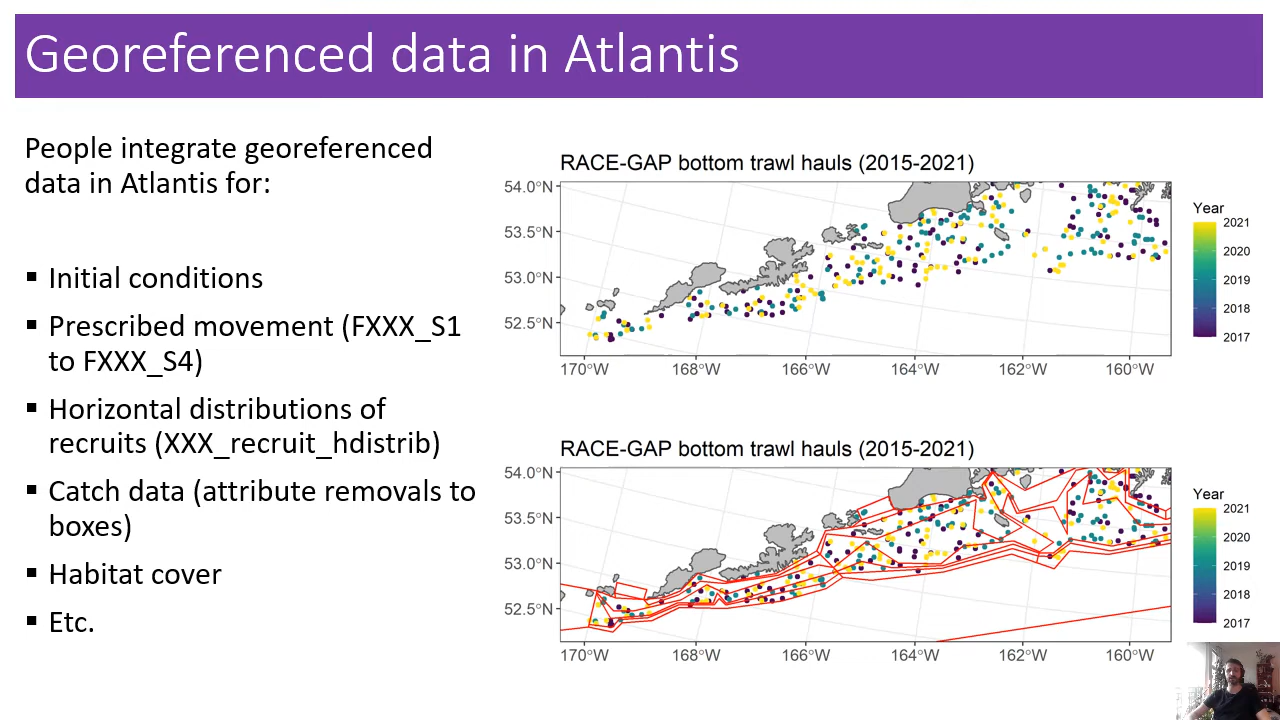 Georeferenced data in Atlantis
People integrate georeferenced
data in Atlantis for:
▪ Initial conditions
▪ Prescribed movement (FXXX_S1
to FXXX_S4)
▪ Horizontal distributions of
recruits (XXX_recruit_hdistrib)
▪ Catch data (attribute removals to
boxes)
▪ Habitat cover
▪ Etc.
RACE-GAP bottom trawl hauls (2015-2021)
54.0°N
53.5°N
53.0°N
52.5°N
170°W 168°W 166°W 164°W 162°W 160°W
Year
2021
2020
2019
2018
2017
RACE-GAP bottom trawl hauls (2015-2021)
54.0°N
53.5°N
53.0°N
52.5°N
170°W 168°W 166°W 164°W 162°W 160°W
Year
2021
2020
2019
2018
2017